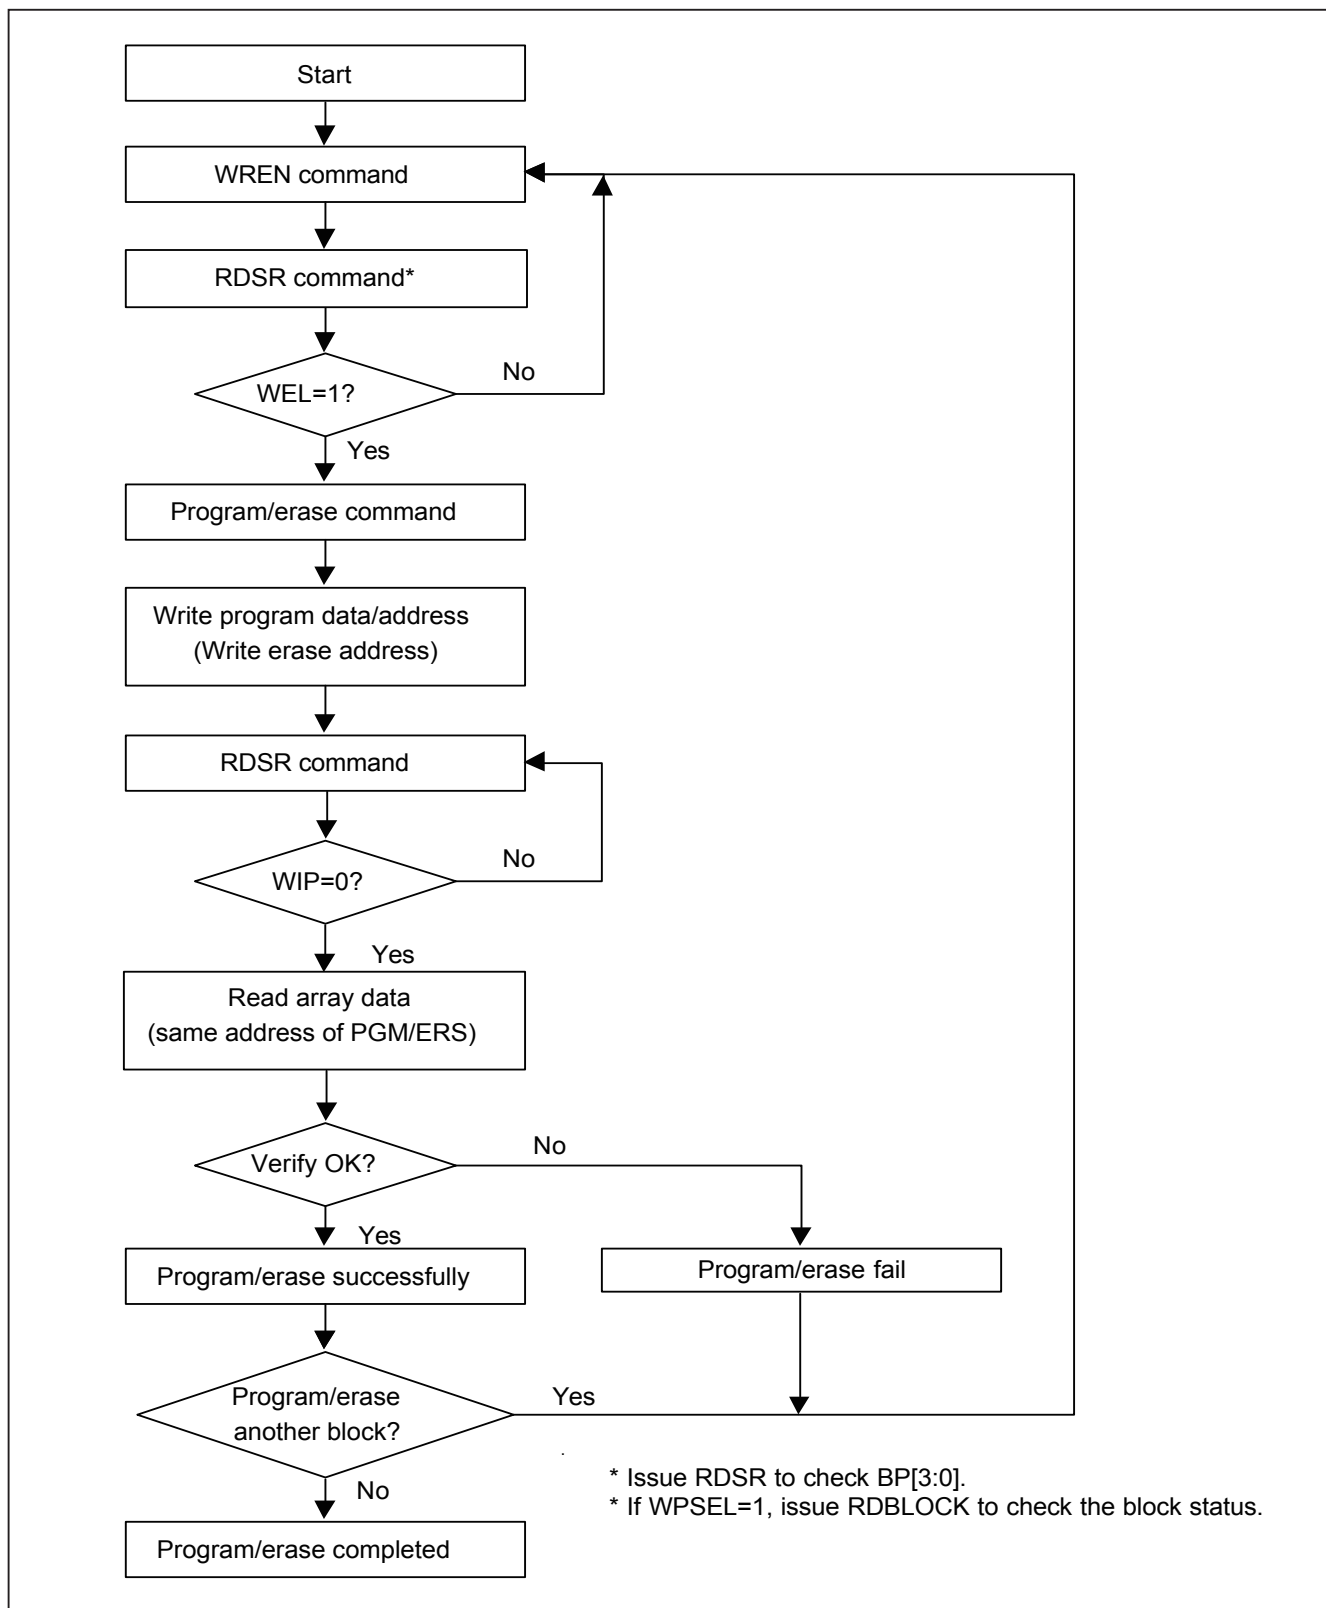 Start
WREN command
RDSR command*
WEL=1?
No
Yes
Program/erase command
Write program data/address
(Write erase address)
RDSR command
WIP=0?
No
Yes
Read array data
(same address of PGM/ERS)
Verify OK?
No
Yes
Program/erase successfully
Program/erase fail
Program/erase
another block?
Yes
No
* Issue RDSR to check BP[3:0].
* If WPSEL=1, issue RDBLOCK to check the block status.
Program/erase completed